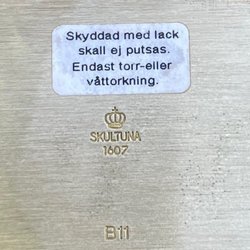 Skyddad med lack
skall ej putsas.
Endast torr-eller
våttorkning.
SKULTUNA
1607
B11